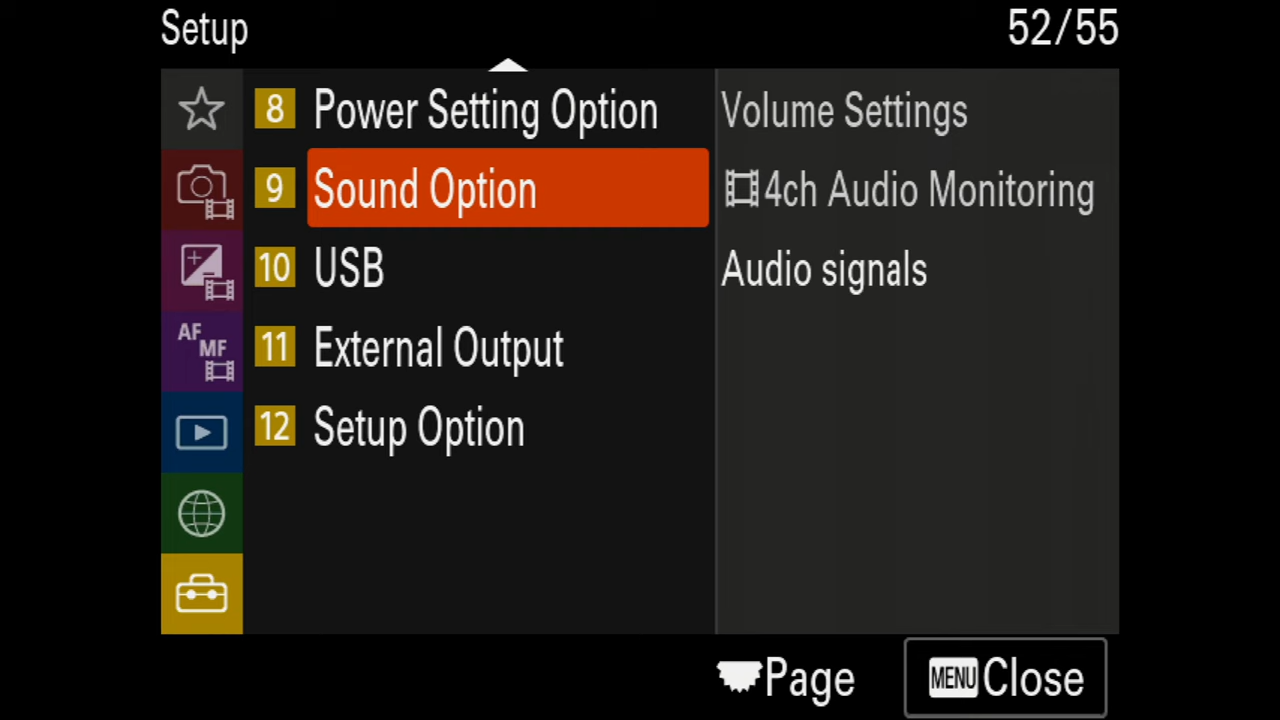 Setup
52/55
8 Power Setting Option
Volume Settings
9 Sound Option
4ch Audio Monitoring
10 USB
Audio signals
11 External Output
12 Setup Option
AF
MF
Page
MENU Close